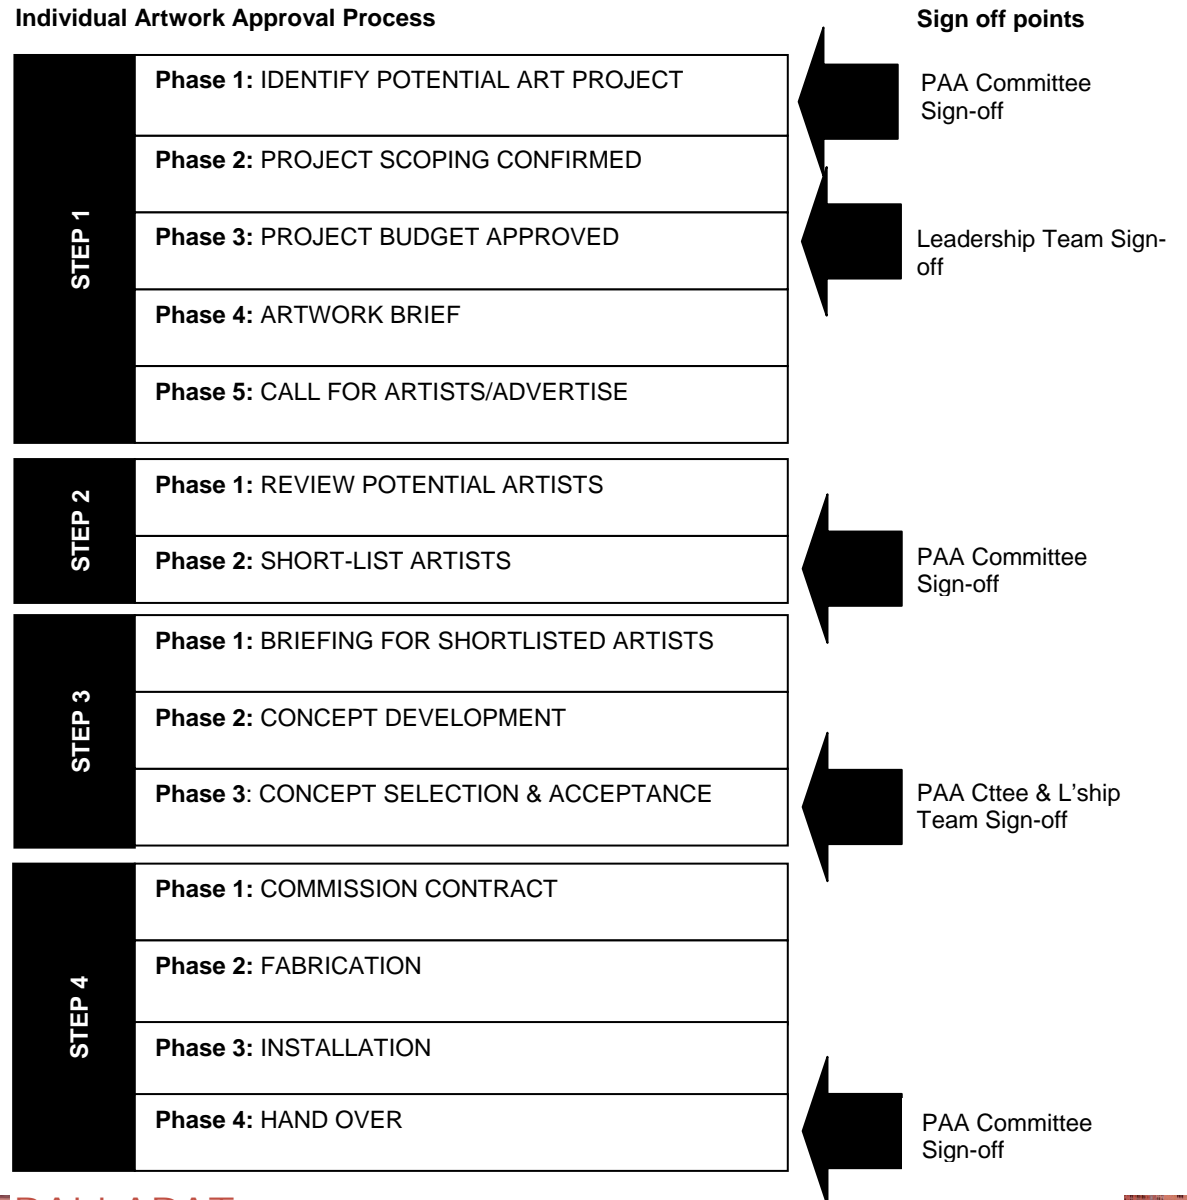 Individual Artwork Approval Process
Sign off points
STEP 1
Phase 1: IDENTIFY POTENTIAL ART PROJECT
PAA Committee
Sign-off
Phase 2: PROJECT SCOPING CONFIRMED
Phase 3: PROJECT BUDGET APPROVED
Leadership Team Sign-
off
Phase 4: ARTWORK BRIEF
Phase 5: CALL FOR ARTISTS/ADVERTISE
STEP 2
Phase 1: REVIEW POTENTIAL ARTISTS
Phase 2: SHORT-LIST ARTISTS
PAA Committee
Sign-off
STEP 3
Phase 1: BRIEFING FOR SHORTLISTED ARTISTS
Phase 2: CONCEPT DEVELOPMENT
Phase 3: CONCEPT SELECTION & ACCEPTANCE
PAA Cttee & L'ship
Team Sign-off
STEP 4
Phase 1: COMMISSION CONTRACT
Phase 2: FABRICATION
Phase 3: INSTALLATION
Phase 4: HAND OVER
PAA Committee
Sign-off